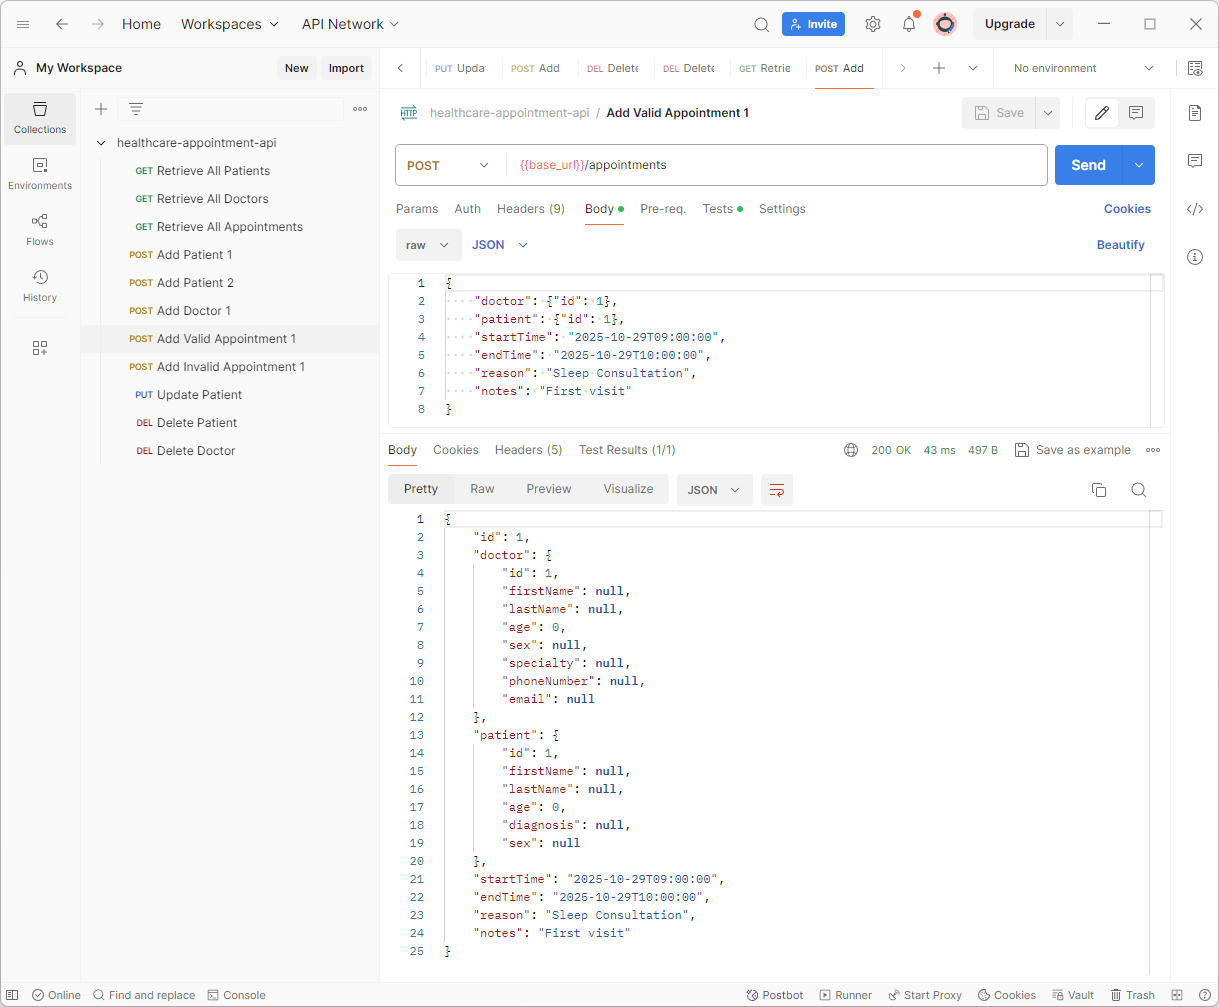 Home Workspaces API Network Invite Upgrade
My Workspace New Import PUT Upda POST Add DEL Delete DEL Delete GET Retrie POST Add No environment
Collections
Environments
Flows
History
healthcare-appointment-api
GET Retrieve All Patients
GET Retrieve All Doctors
GET Retrieve All Appointments
POST Add Patient 1
POST Add Patient 2
POST Add Doctor 1
POST Add Valid Appointment 1
POST Add Invalid Appointment 1
PUT Update Patient
DEL Delete Patient
DEL Delete Doctor
HTTP healthcare-appointment-api / Add Valid Appointment 1 Save
POST {{base_url}}/appointments Send
Params Auth Headers (9) Body Pre-req. Tests Settings Cookies
raw JSON Beautify
1 {
2 "doctor": {"id": 1},
3 "patient": {"id": 1},
4 "startTime": "2025-10-29T09:00:00",
5 "endTime": "2025-10-29T10:00:00",
6 "reason": "Sleep Consultation",
7 "notes": "First visit"
8 }
Body Cookies Headers (5) Test Results (1/1) 200 OK 43 ms 497 B Save as example
Pretty Raw Preview Visualize JSON
1 {
2 "id": 1,
3 "doctor": {
4 "id": 1,
5 "firstName": null,
6 "lastName": null,
7 "age": 0,
8 "sex": null,
9 "specialty": null,
10 "phoneNumber": null,
11 "email": null
12 },
13 "patient": {
14 "id": 1,
15 "firstName": null,
16 "lastName": null,
17 "age": 0,
18 "diagnosis": null,
19 "sex": null
20 },
21 "startTime": "2025-10-29T09:00:00",
22 "endTime": "2025-10-29T10:00:00",
23 "reason": "Sleep Consultation",
24 "notes": "First visit"
25 }
Online Find and replace Console Postbot Runner Start Proxy Cookies Vault Trash